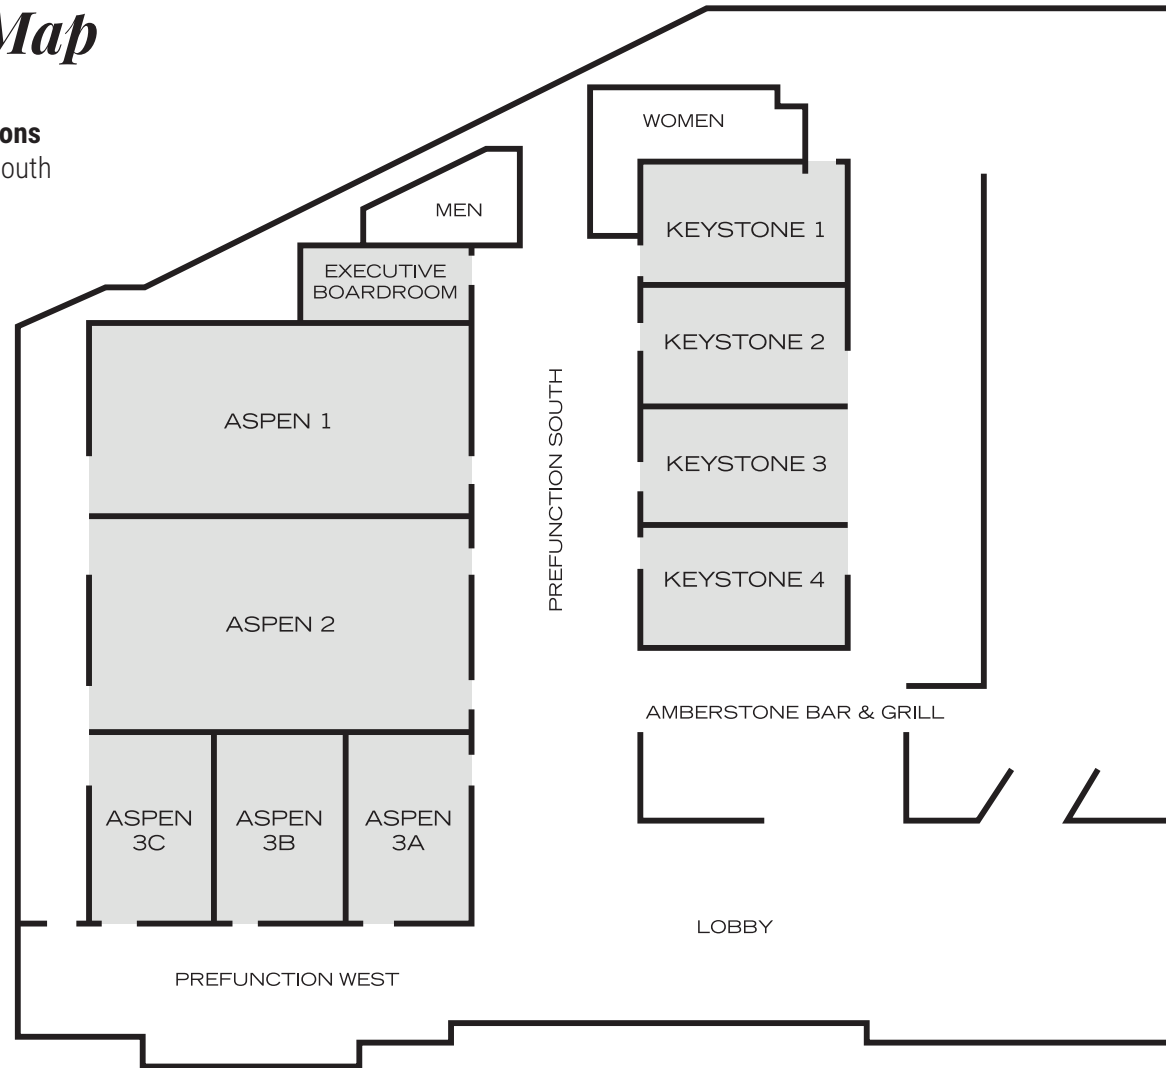 Map
ons
outh
WOMEN
MEN
KEYSTONE 1
EXECUTIVE
BOARDROOM
KEYSTONE 2
ASPEN 1
PREFUNCTION SOUTH
KEYSTONE 3
KEYSTONE 4
ASPEN 2
AMBERSTONE BAR & GRILL
ASPEN
3C
ASPEN
3B
ASPEN
3A
LOBBY
PREFUNCTION WEST